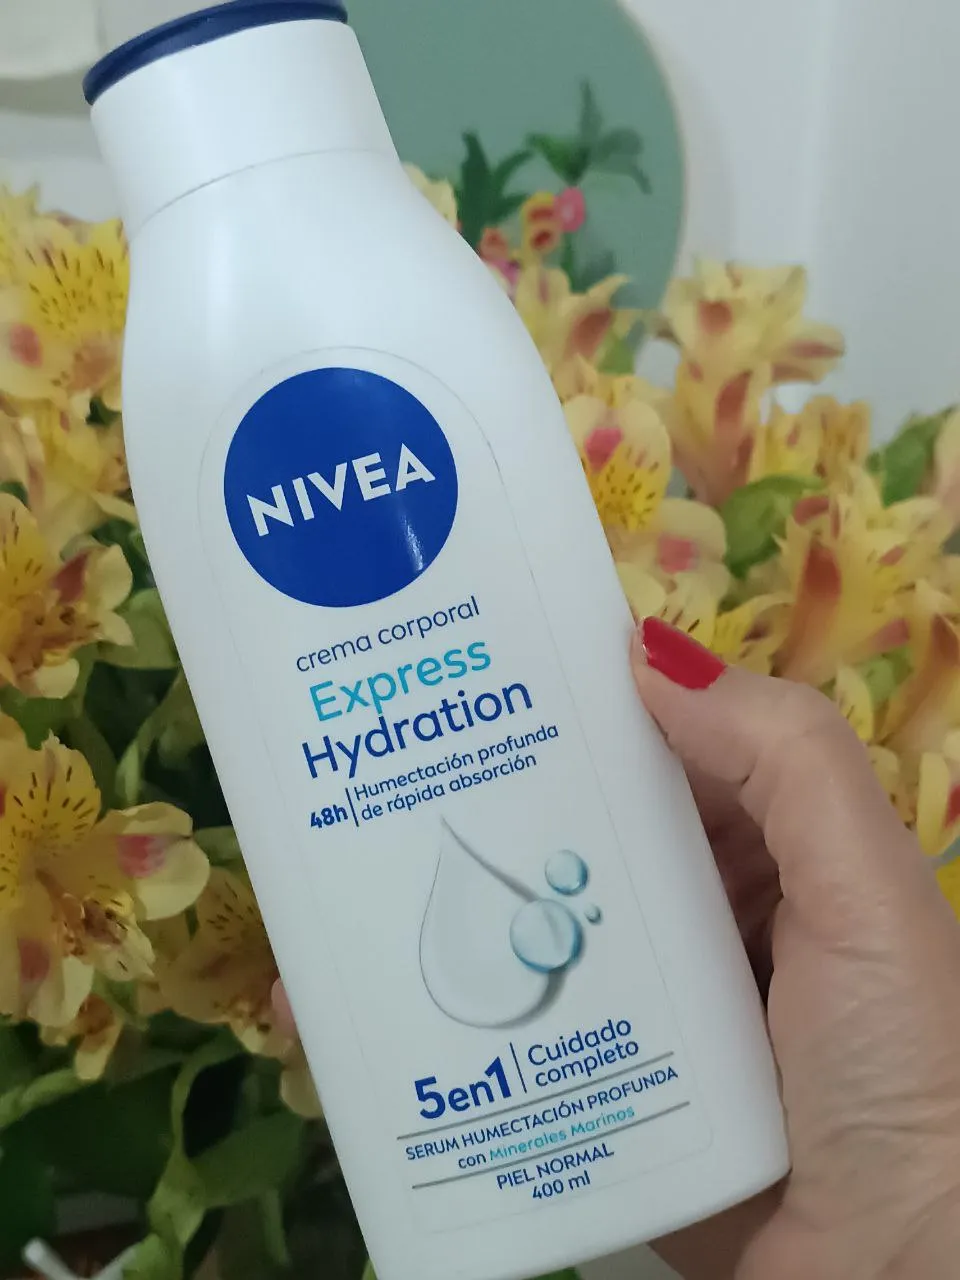 NIVEA
crema corporal
Express
Hydration
48h
Humectación profunda
de rápida absorción
5en1
Cuidado
completo
SERUM HUMECTACIÓN PROFUNDA
con Minerales Marinos
PIEL NORMAL
400 ml